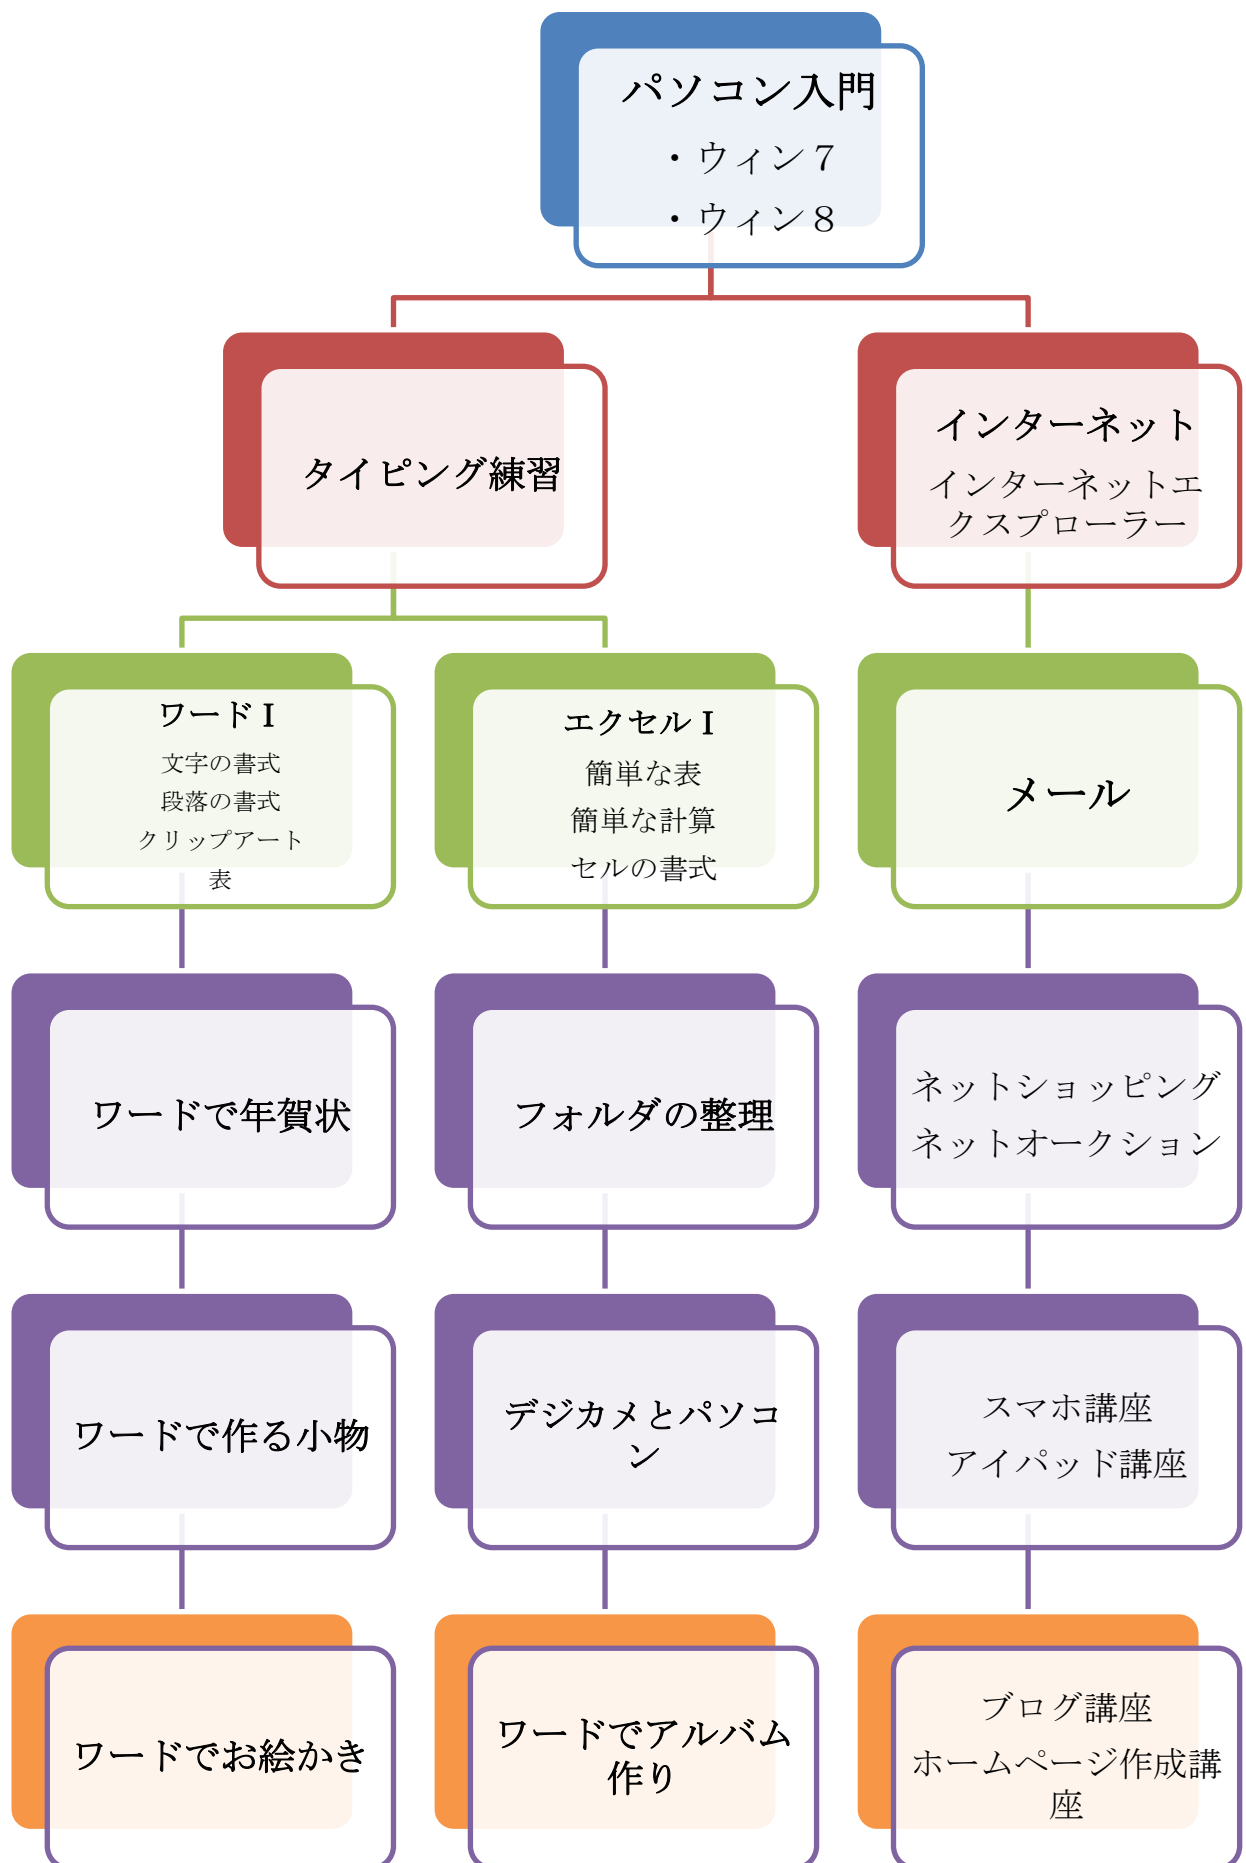 パソコン入門
・ウィン７
・ウィン８
タイピング練習
インターネット
インターネットエ
クスプローラー
ワードⅠ
文字の書式
段落の書式
クリップアート
表
エクセルⅠ
簡単な表
簡単な計算
セルの書式
メール
ワードで年賀状
フォルダの整理
ネットショッピング
ネットオークション
ワードで作る小物
デジカメとパソコ
ン
スマホ講座
アイパッド講座
ワードでお絵かき
ワードでアルバム
作り
ブログ講座
ホームページ作成講
座